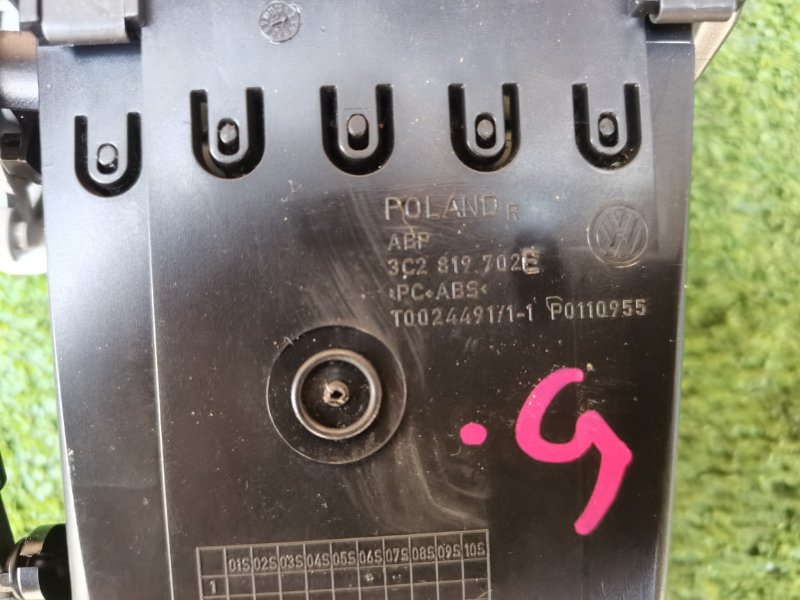 POLAND R
ABP
3C2 819 702E
>PC+ABS<
T0024491/1-1 P0110955
5.
01S 02S 03S 04S 05S 06S 07S 08S 09S 10S
1